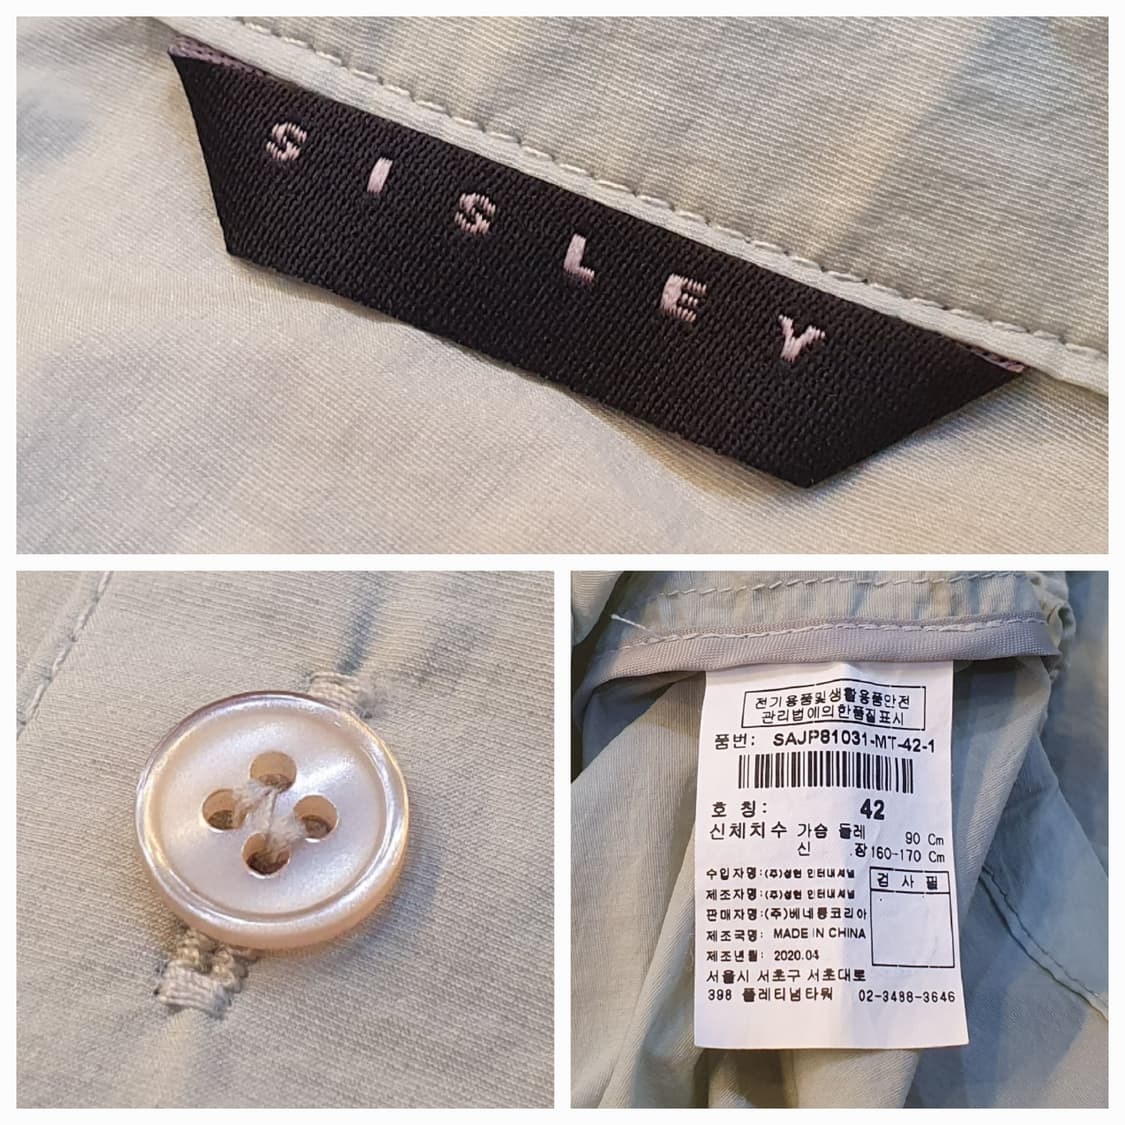 SISLEY
전기용품및생활용품안전
관리법에의한품질표시
품번: SAJP81031-MT-42-1
호 칭: 42
신체치수 가슴 둘레 90 Cm
신 장 160-170 Cm
수입자명:(주)성현 인터내셔널
제조자명:(주)성현 인터내셔널
검 사 필
판매자명:(주)베네통코리아
제조국명: MADE IN CHINA
제조년월: 2020.04
서울시 서초구 서초대로
398 플레티넘타워 02-3488-3646